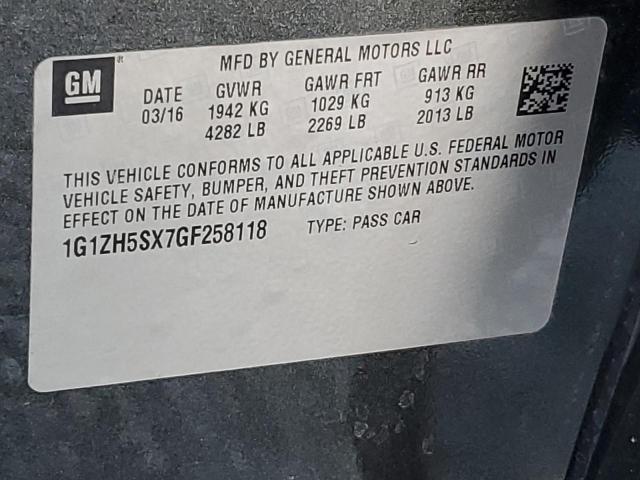 GM
MFD BY GENERAL MOTORS LLC
DATE GVWR GAWR FRT GAWR RR
03/16 1942 KG 1029 KG 913 KG
4282 LB 2269 LB 2013 LB
THIS VEHICLE CONFORMS TO ALL APPLICABLE U.S. FEDERAL MOTOR
VEHICLE SAFETY, BUMPER, AND THEFT PREVENTION STANDARDS IN
EFFECT ON THE DATE OF MANUFACTURE SHOWN ABOVE.
1G1ZH5SX7GF258118 TYPE: PASS CAR